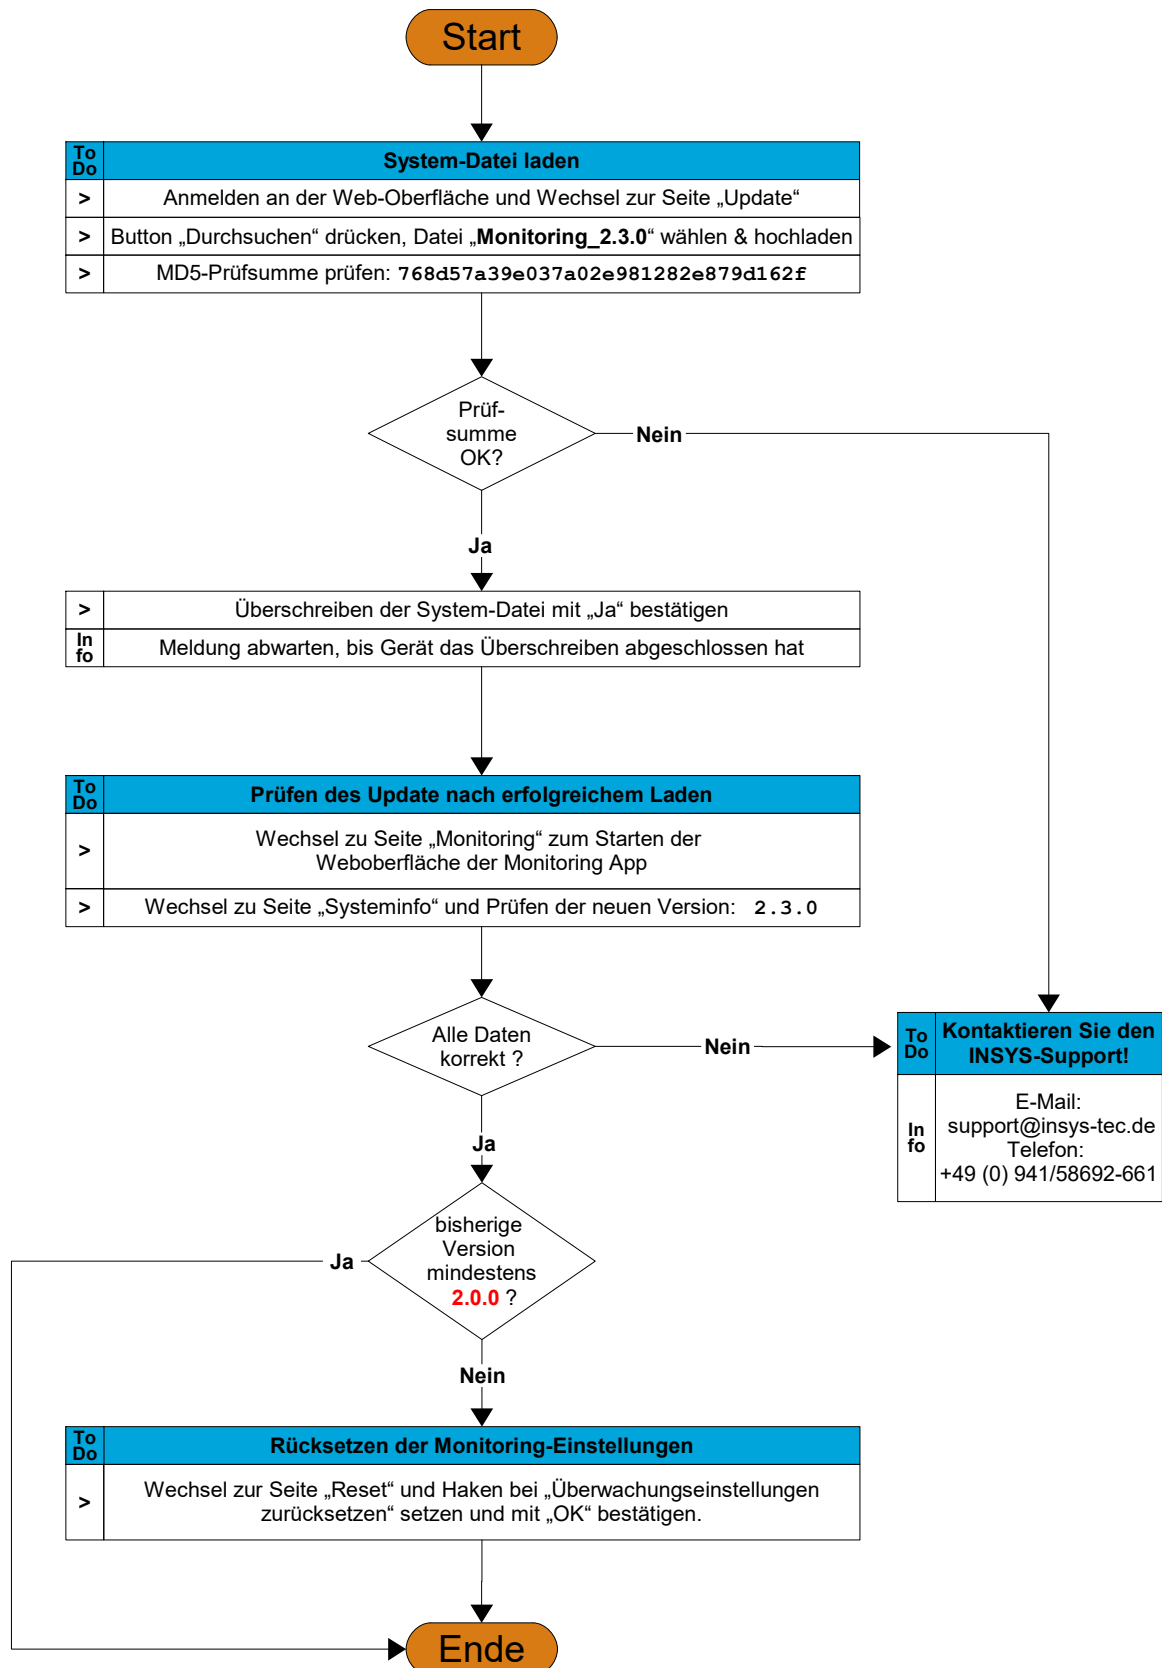 Start
To
Do
System-Datei laden
> Anmelden an der Web-Oberfläche und Wechsel zur Seite „Update“
> Button „Durchsuchen“ drücken, Datei „Monitoring_2.3.0“ wählen & hochladen
> MD5-Prüfsumme prüfen: 768d57a39e037a02e981282e879d162f
Prüf-
summe
OK?
Nein
Ja
> Überschreiben der System-Datei mit „Ja“ bestätigen
In
fo
Meldung abwarten, bis Gerät das Überschreiben abgeschlossen hat
To
Do
Prüfen des Update nach erfolgreichem Laden
> Wechsel zu Seite „Monitoring“ zum Starten der
Weboberfläche der Monitoring App
> Wechsel zu Seite „Systeminfo“ und Prüfen der neuen Version: 2.3.0
Alle Daten
korrekt ?
Nein
To
Do
Kontaktieren Sie den
INSYS-Support!
In
fo
E-Mail:
support@insys-tec.de
Telefon:
+49 (0) 941/58692-661
Ja
bisherige
Version
mindestens
2.0.0 ?
Ja
Nein
To
Do
Rücksetzen der Monitoring-Einstellungen
> Wechsel zur Seite „Reset“ und Haken bei „Überwachungseinstellungen
zurücksetzen“ setzen und mit „OK“ bestätigen.
Ende